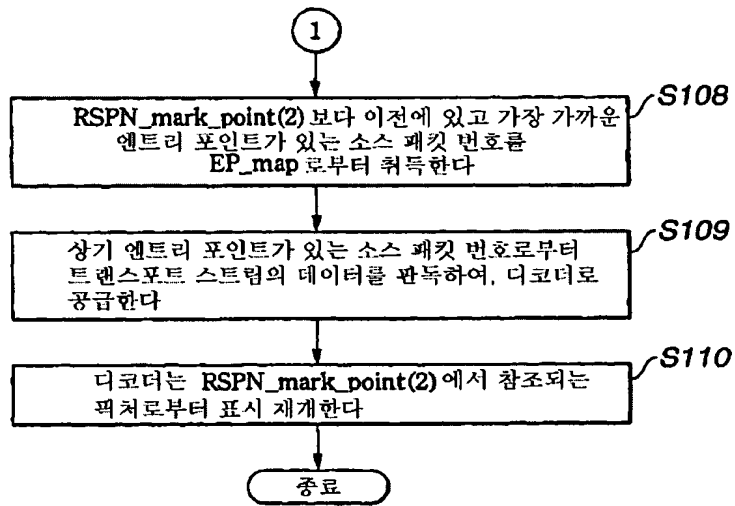 1
S108
RSPN_mark_point(2) 보다 이전에 있고 가장 가까운
엔트리 포인트가 있는 소스 패킷 번호를
EP_map 로부터 취득한다
S109
상기 엔트리 포인트가 있는 소스 패킷 번호로부터
트랜스포트 스트림의 데이터를 판독하여, 디코더로
공급한다
S110
디코더는 RSPN_mark_point(2) 에서 참조되는
픽처로부터 표시 재개한다
종료